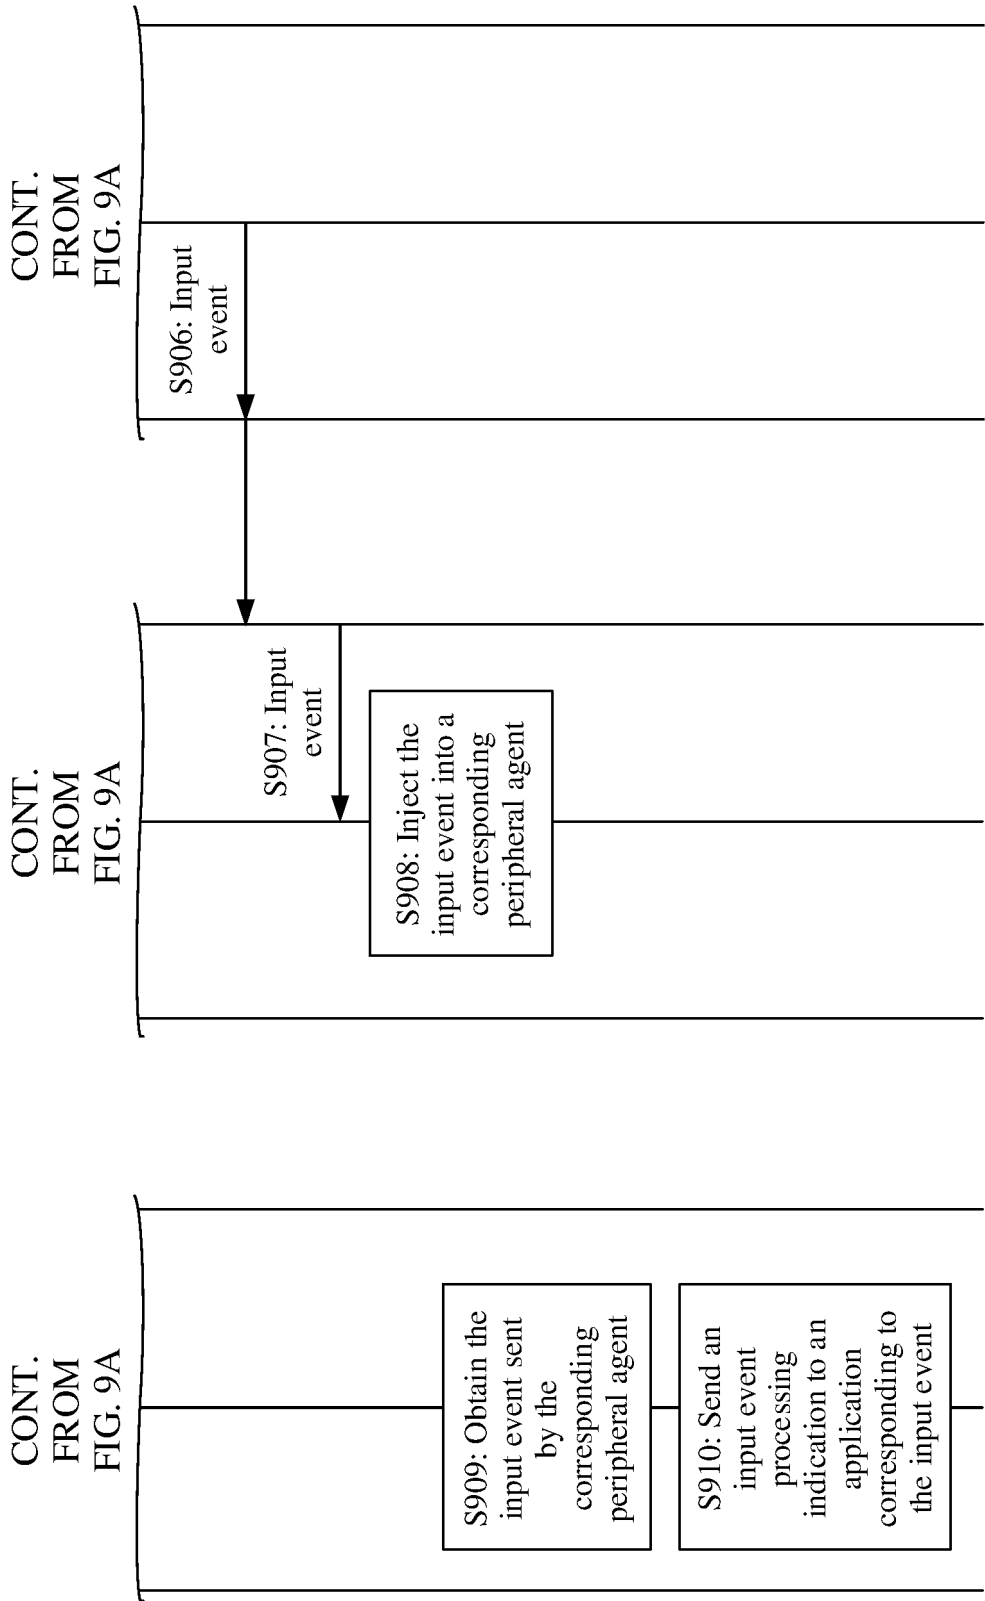 CONT.
FROM
FIG. 9A
CONT.
FROM
FIG. 9A
CONT.
FROM
FIG. 9A
S906: Input
event
S907: Input
event
S908: Inject the
input event into a
corresponding
peripheral agent
S909: Obtain the
input event sent
by the
corresponding
peripheral agent
S910: Send an
input event
processing
indication to an
application
corresponding to
the input event